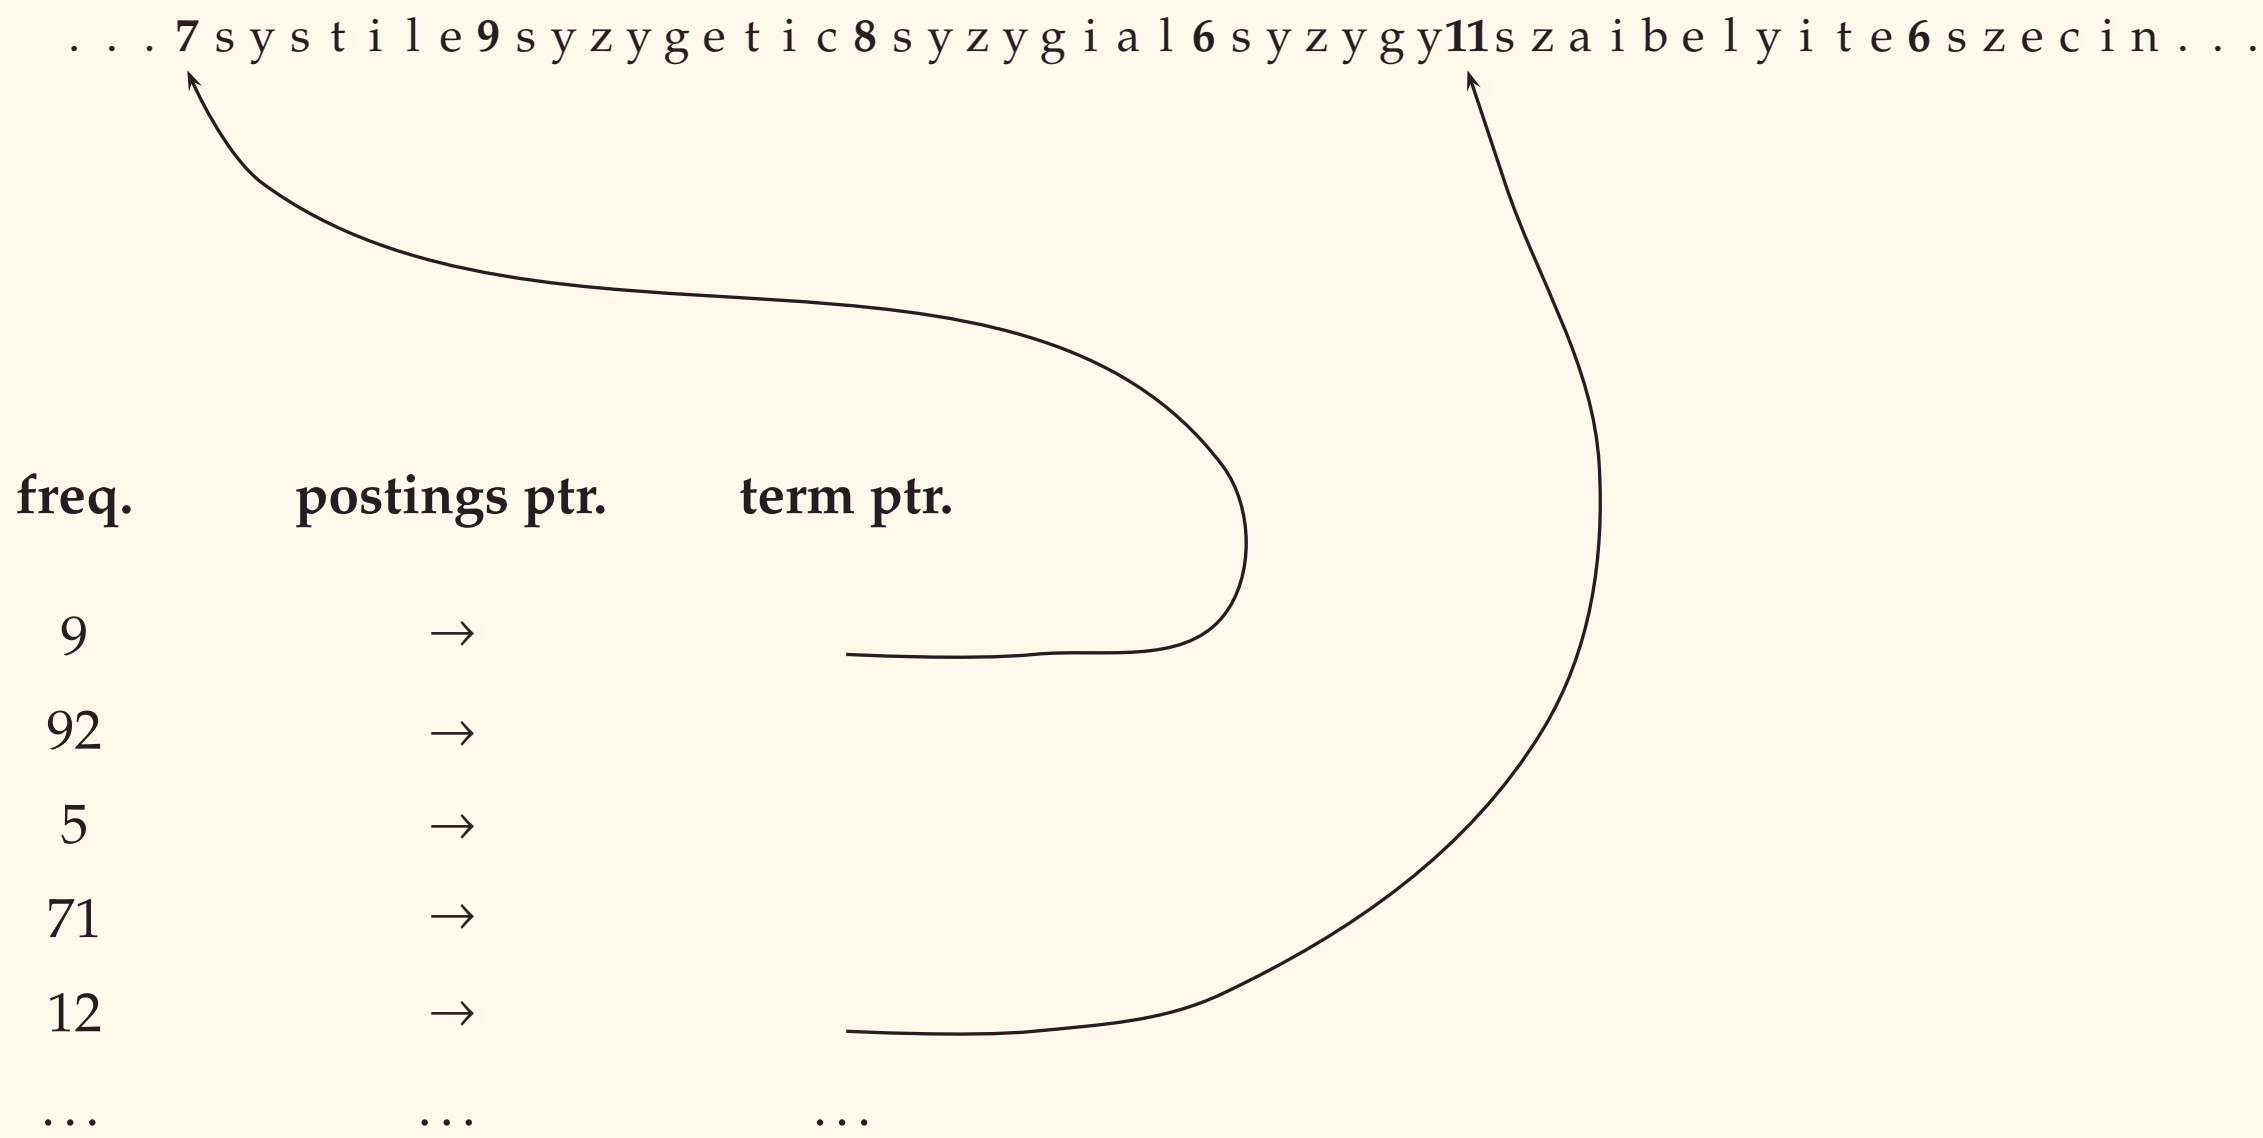 . . . 7 s y s t i l e 9 s y z y g e t i c 8 s y z y g i a l 6 s y z y g y 11 s z a i b e l y i t e 6 s z e c i n . . .
freq. postings ptr. term ptr.
9 →
92 →
5 →
71 →
12 →
... ... ...